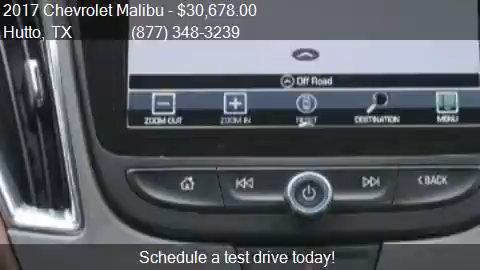 2017 Chevrolet Malibu - $30,678.00
Hutto, TX (877) 348-3239
Off Road
ZOOM OUT ZOOM IN RESET DESTINATION MENU
BACK
Schedule a test drive today!